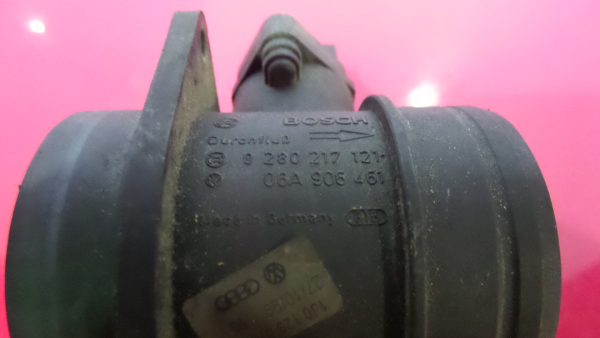 BOSCH
Durchfluß
0 280 217 121
06A 906 461
Made in Germany